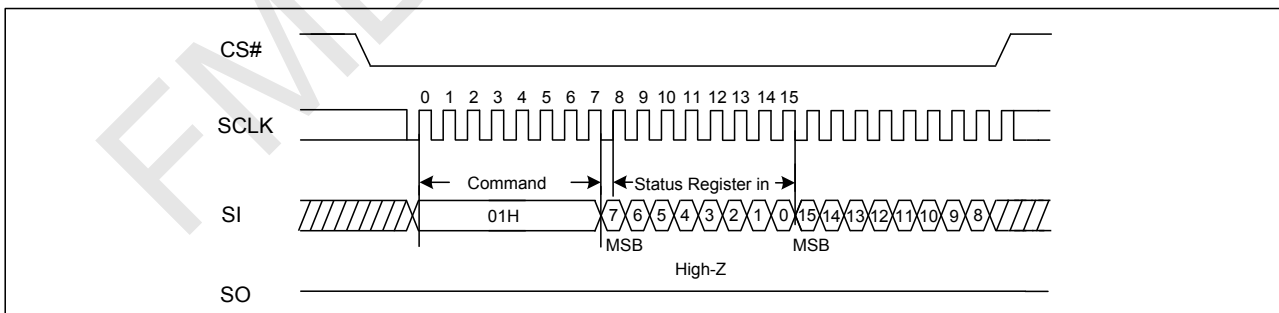 FME
CS#
0 1 2 3 4 5 6 7 8 9 10 11 12 13 14 15
SCLK
Command Status Register in
SI 01H 7 6 5 4 3 2 1 0 15 14 13 12 11 10 9 8
MSB MSB
High-Z
SO